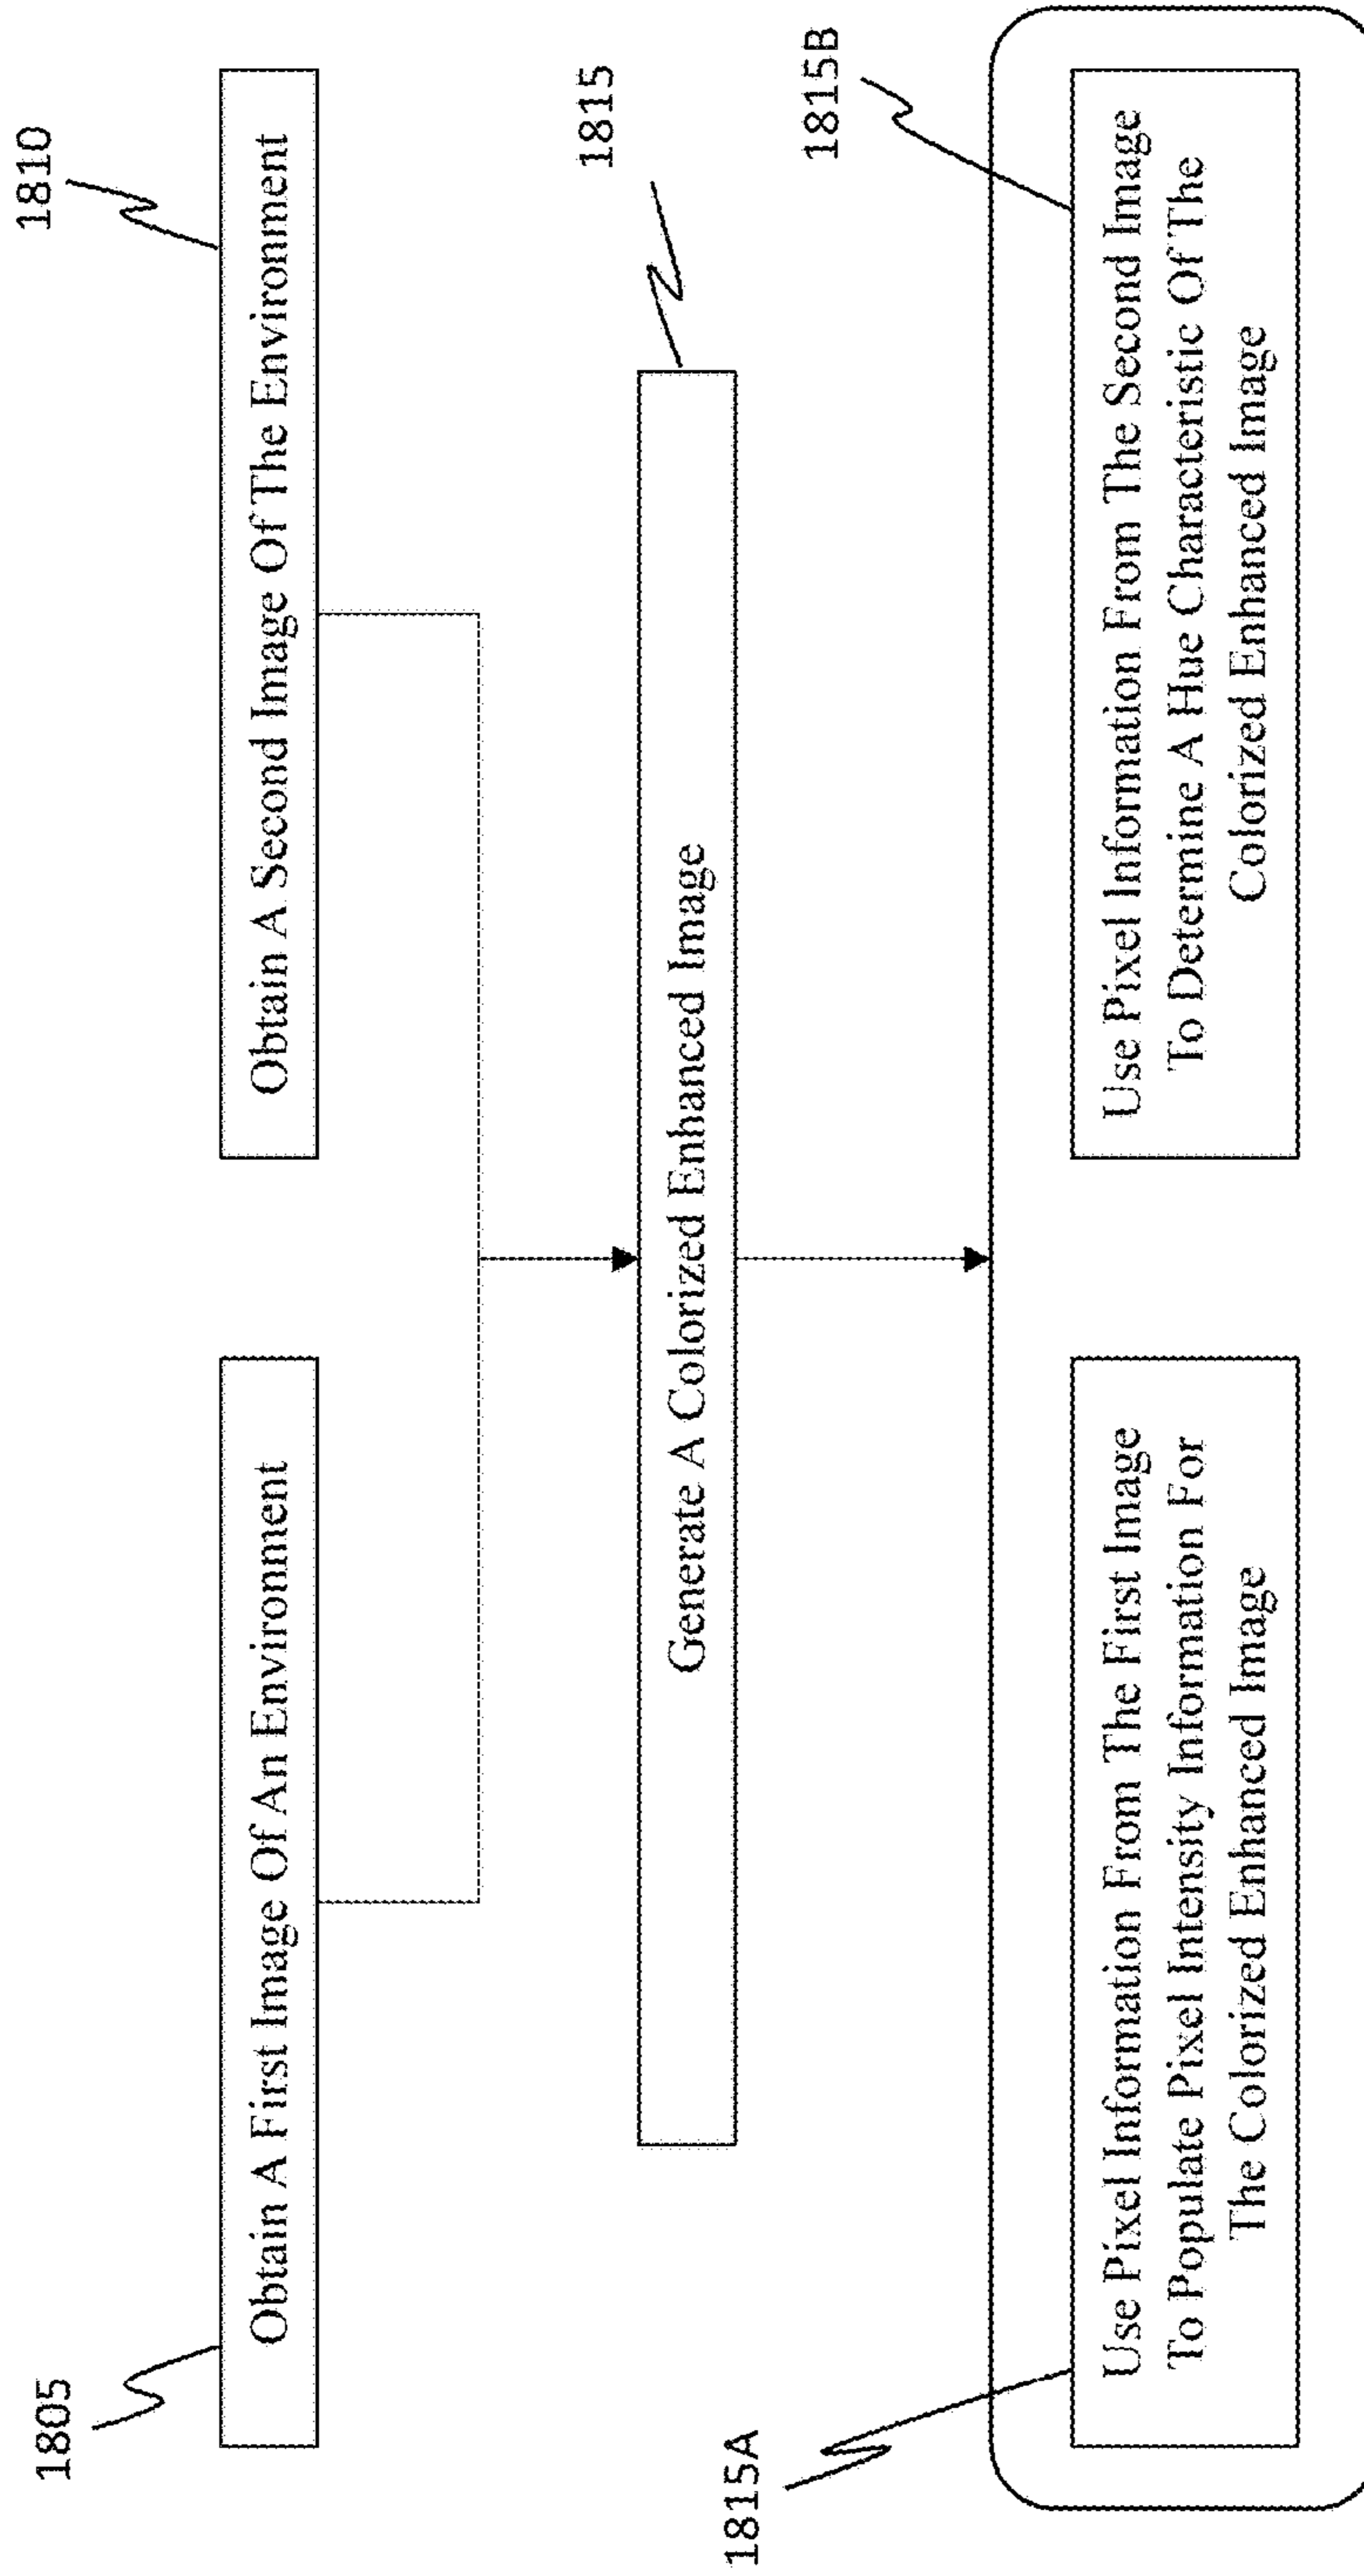 1805
Obtain A First Image Of An Environment
1810
Obtain A Second Image Of The Environment
1815
Generate A Colorized Enhanced Image
1815A
Use Pixel Information From The First Image
To Populate Pixel Intensity Information For
The Colorized Enhanced Image
1815B
Use Pixel Information From The Second Image
To Determine A Hue Characteristic Of The
Colorized Enhanced Image